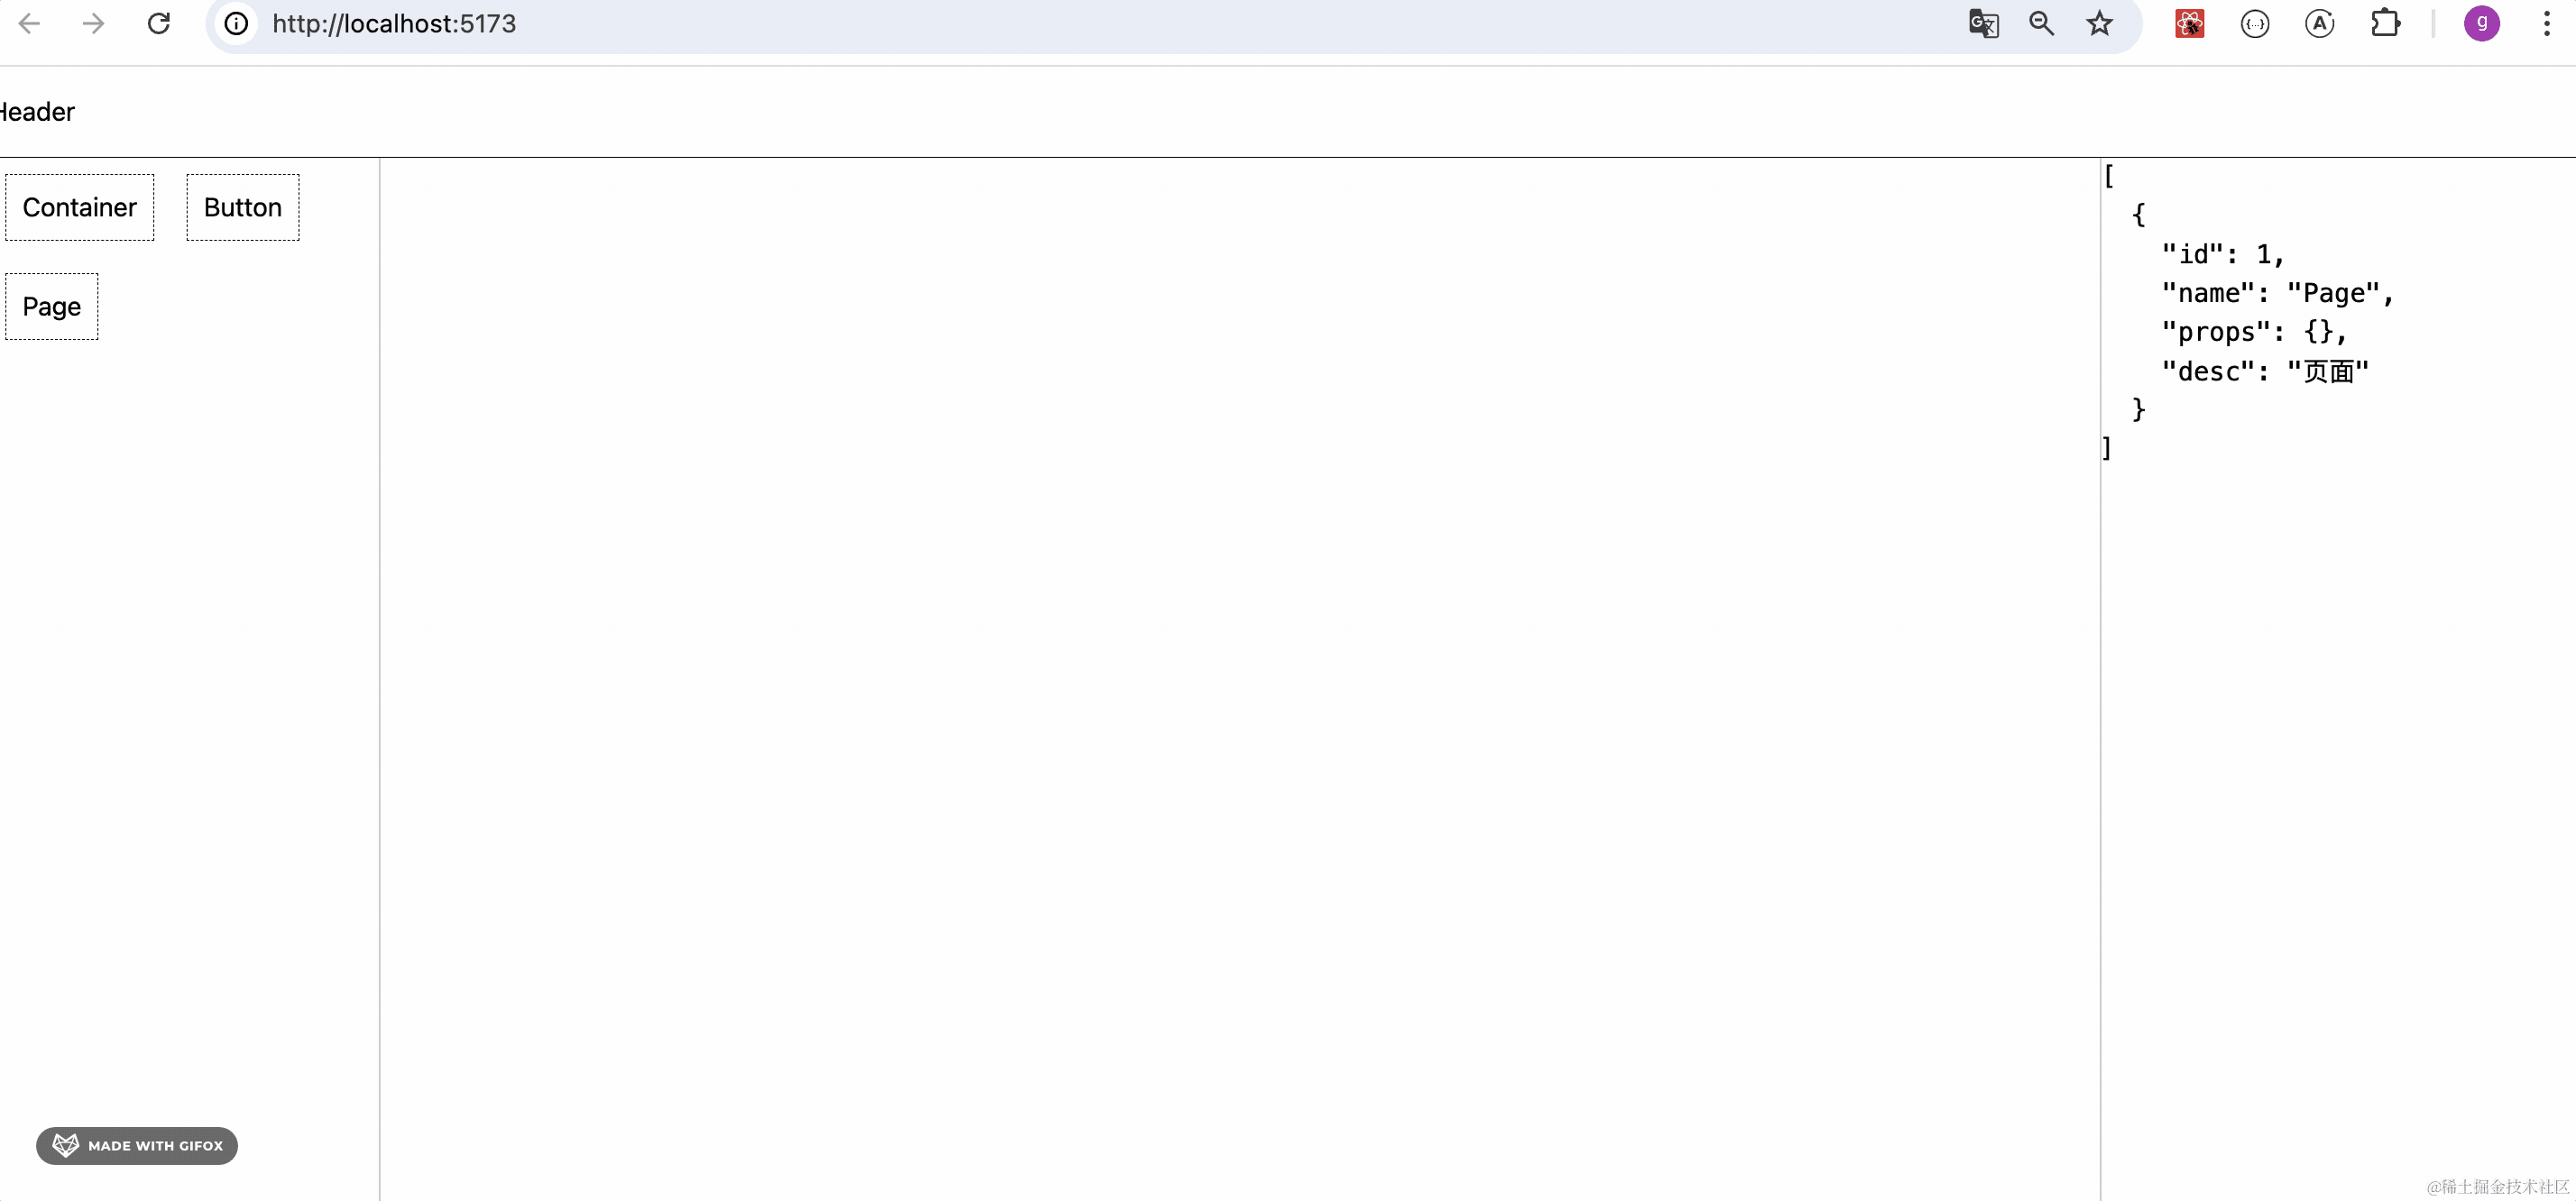 http://localhost:5173
g
Header
Container
Button
Page
[
{
"id": 1,
"name": "Page",
"props": {},
"desc": "页面"
}
]
MADE WITH GIFOX
@稀土掘金技术社区